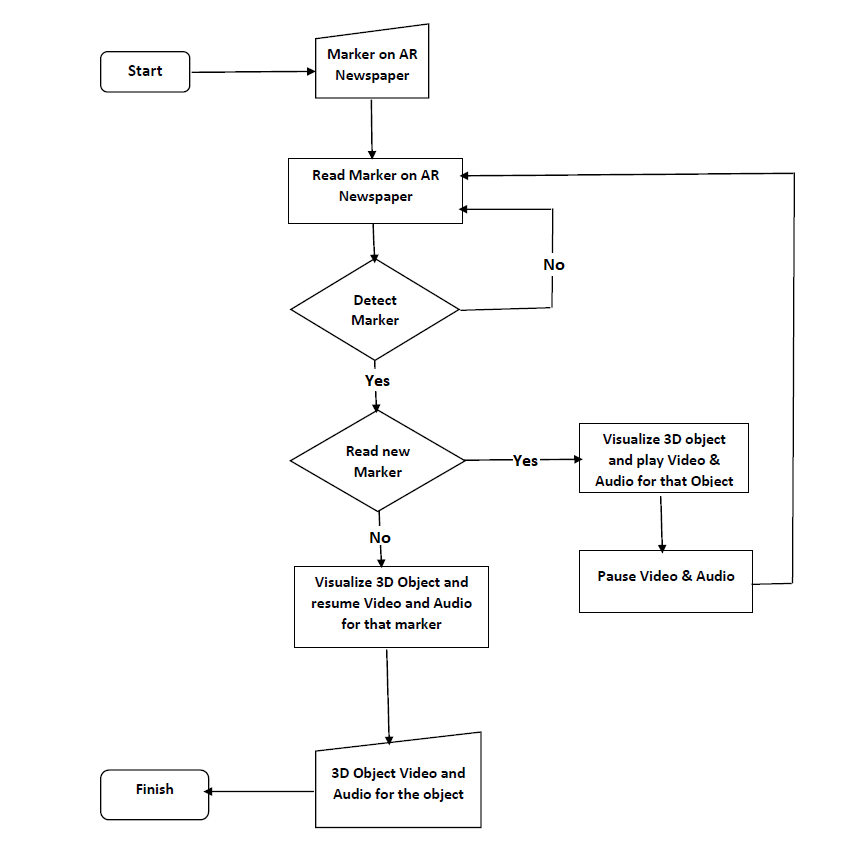 Start
Marker on AR
Newspaper
Read Marker on AR
Newspaper
No
Detect
Marker
Yes
Read new
Marker
Yes
Visualize 3D object
and play Video &
Audio for that Object
No
Pause Video & Audio
Visualize 3D Object and
resume Video and Audio
for that marker
3D Object Video and
Audio for the object
Finish